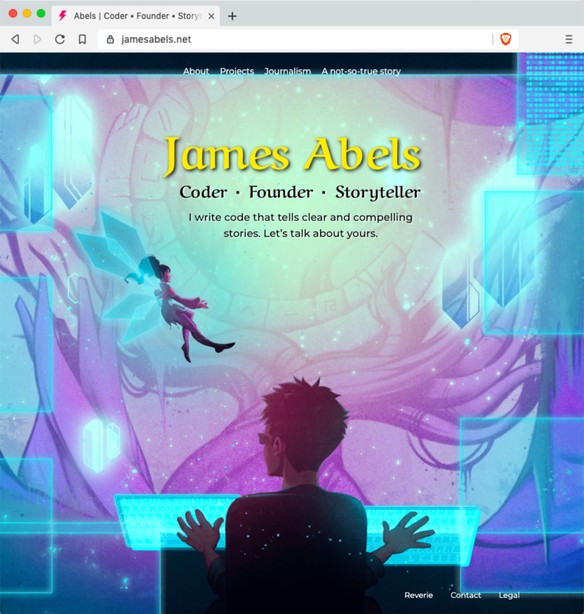 Abels | Coder • Founder • Story
jamesabels.net
About Projects Journalism A not-so-true story
James Abels
Coder • Founder • Storyteller
I write code that tells clear and compelling
stories. Let's talk about yours.
Reverie Contact Legal